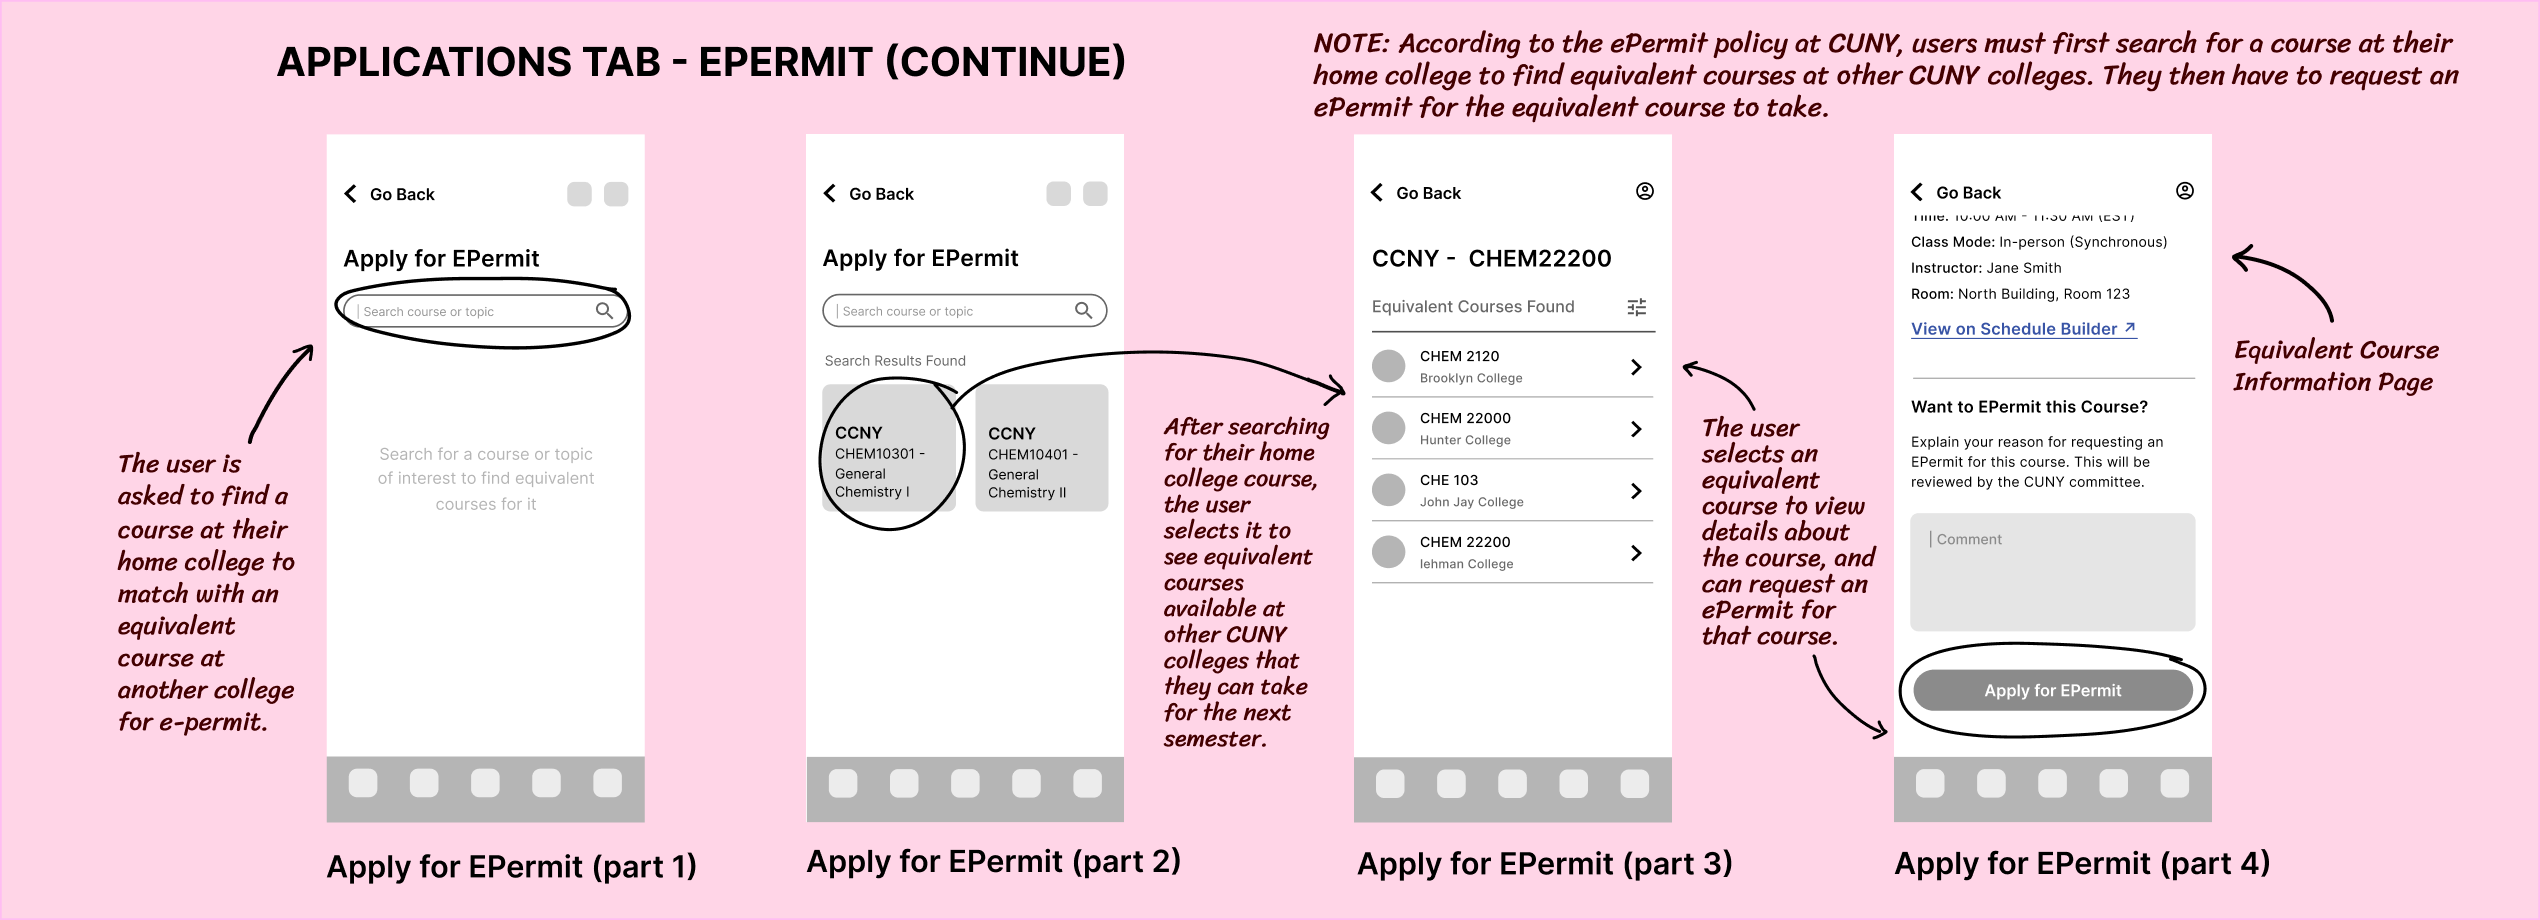 APPLICATIONS TAB - EPERMIT (CONTINUE)
NOTE: According to the ePermit policy at CUNY, users must first search for a course at their
home college to find equivalent courses at other CUNY colleges. They then have to request an
ePermit for the equivalent course to take.
The user is
asked to find a
course at their
home college to
match with an
equivalent
course at
another college
for e-permit.
Go Back
Apply for EPermit
Search course or topic
Search for a course or topic
of interest to find equivalent
courses for it
Apply for EPermit (part 1)
Go Back
Apply for EPermit
Search course or topic
Search Results Found
CCNY
CHEM10301 -
General
Chemistry I
CCNY
CHEM10401 -
General
Chemistry II
Apply for EPermit (part 2)
After searching
for their home
college course,
the user
selects it to
see equivalent
courses
available at
other CUNY
colleges that
they can take
for the next
semester.
Go Back
CCNY - CHEM22200
Equivalent Courses Found
CHEM 2120
Brooklyn College
CHEM 22000
Hunter College
CHE 103
John Jay College
CHEM 22200
lehman College
Apply for EPermit (part 3)
The user
selects an
equivalent
course to view
details about
the course, and
can request an
ePermit for
that course.
Go Back
Time: 10:00 AM - 11:30 AM (EST)
Class Mode: In-person (Synchronous)
Instructor: Jane Smith
Room: North Building, Room 123
View on Schedule Builder
Want to EPermit this Course?
Explain your reason for requesting an
EPermit for this course. This will be
reviewed by the CUNY committee.
Comment
Apply for EPermit
Apply for EPermit (part 4)
Equivalent Course
Information Page